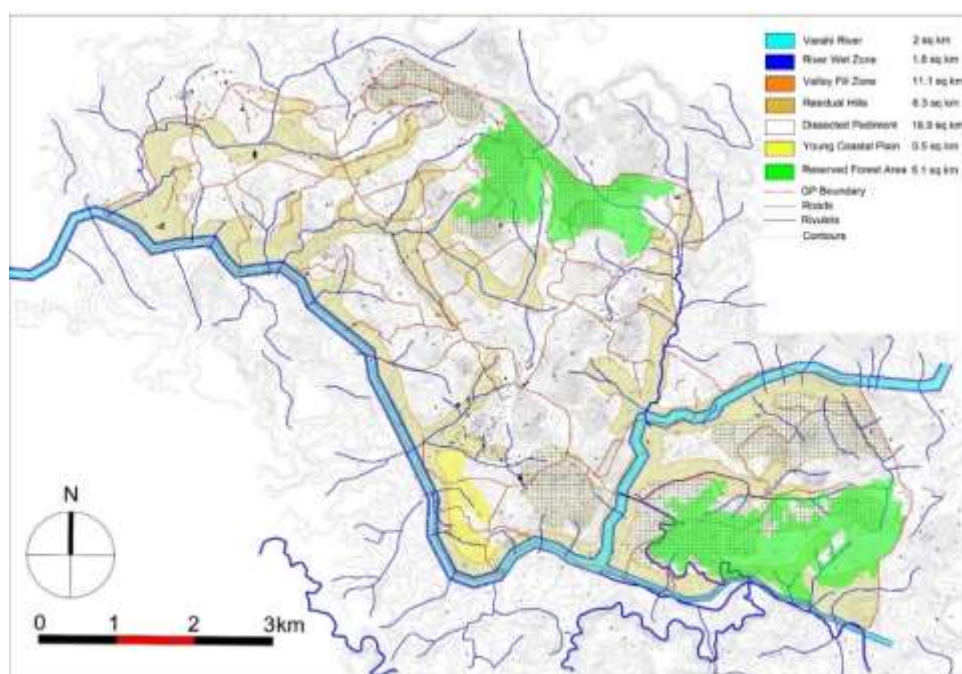 Varahi River 2 sq km
River Wet Zone 1.8 sq km
Valley Fill Zone 11.1 sq km
Residual Hills 6.3 sq km
Dissected Pediment 16.9 sq km
Young Coastal Plain 0.5 sq km
Reserved Forest Area 5.1 sq km
GP Boundary
Roads
Rivulets
Contours
N
0 1 2 3km